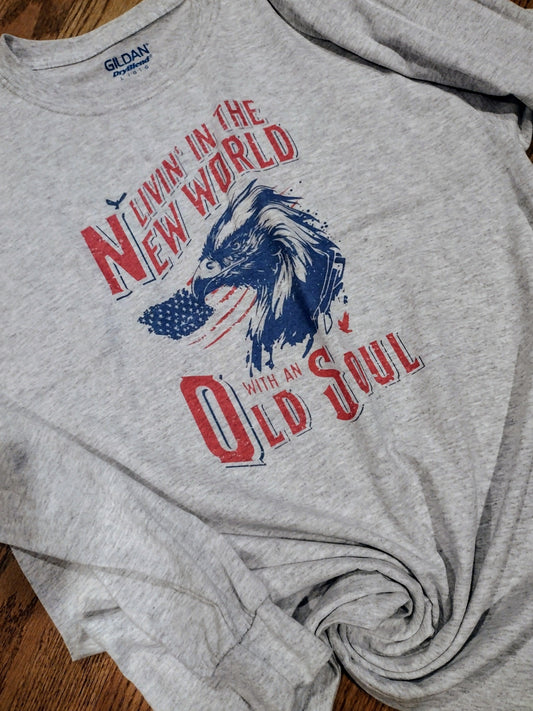 GILDAN
DryBlend
LIVIN' IN THE
NEW WORLD
WITH AN
OLD SOUL